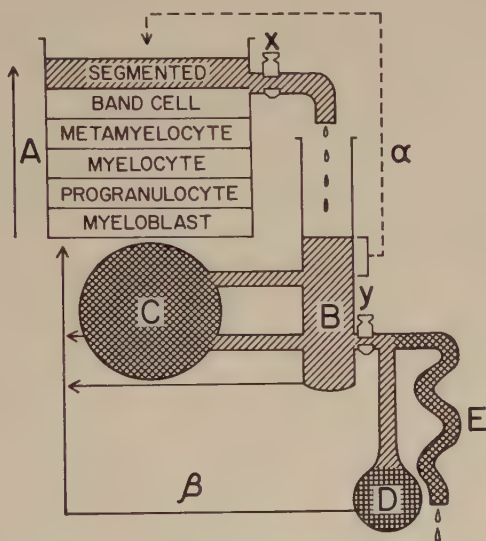 x
SEGMENTED
BAND CELL
METAMYELOCYTE
MYELOCYTE
PROGRANULOCYTE
MYELOBLAST
A
α
C
B
y
E
D
β